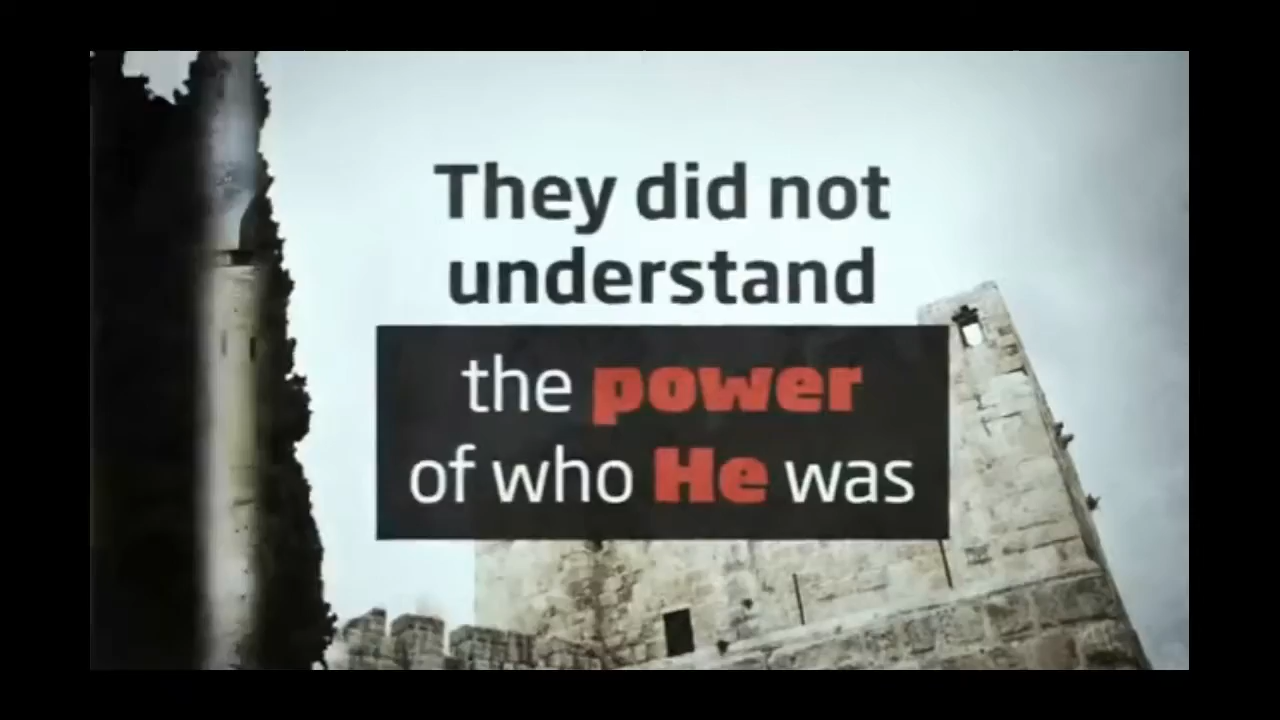 They did not
understand
the power
of who He was